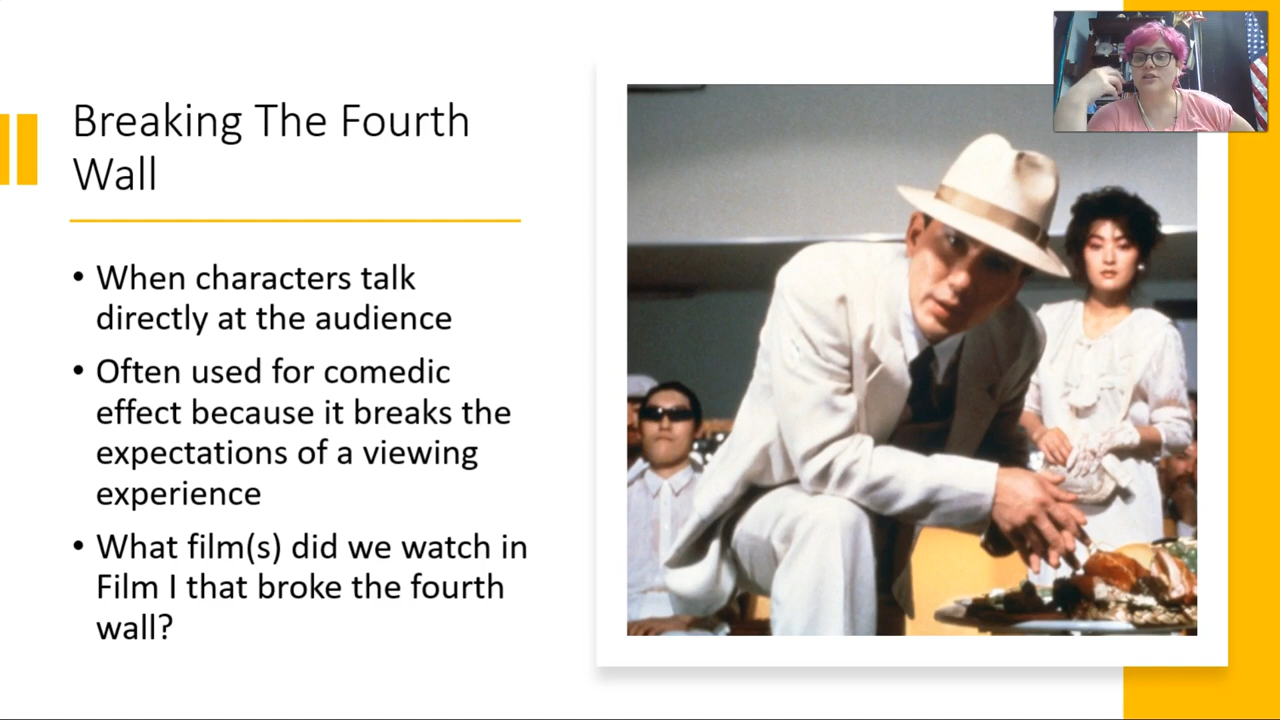 Breaking The Fourth
Wall
• When characters talk
directly at the audience
• Often used for comedic
effect because it breaks the
expectations of a viewing
experience
• What film(s) did we watch in
Film I that broke the fourth
wall?